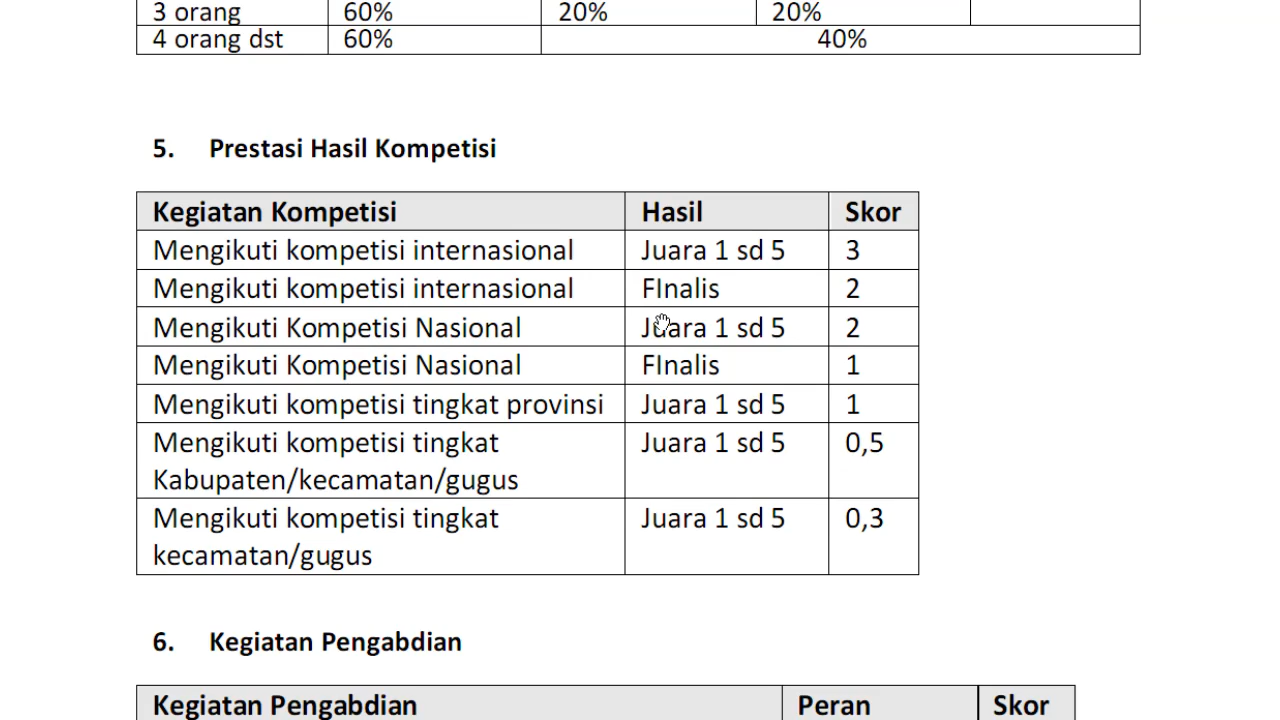 3 orang 60% 20% 20%
4 orang dst 60% 40%
5. Prestasi Hasil Kompetisi
Kegiatan Kompetisi Hasil Skor
Mengikuti kompetisi internasional Juara 1 sd 5 3
Mengikuti kompetisi internasional FInalis 2
Mengikuti Kompetisi Nasional Juara 1 sd 5 2
Mengikuti Kompetisi Nasional FInalis 1
Mengikuti kompetisi tingkat provinsi Juara 1 sd 5 1
Mengikuti kompetisi tingkat Juara 1 sd 5 0,5
Kabupaten/kecamatan/gugus
Mengikuti kompetisi tingkat Juara 1 sd 5 0,3
kecamatan/gugus
6. Kegiatan Pengabdian
Kegiatan Pengabdian Peran Skor